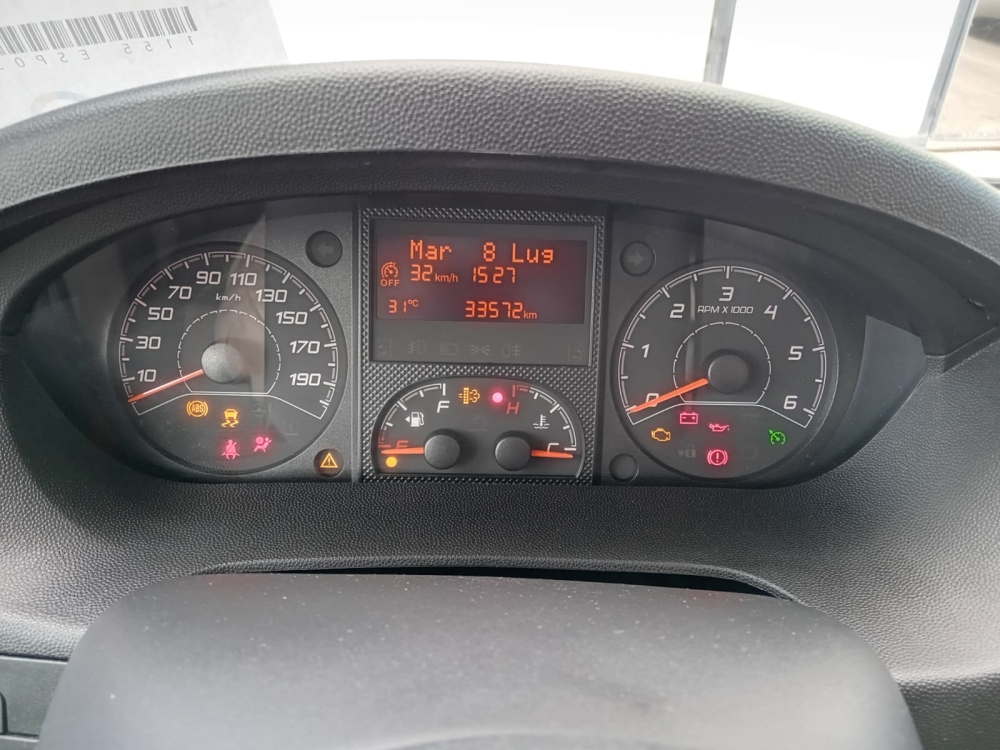 Mar 8 Lug
OFF 32 km/h 15:27
31°C 33572 km
10 30 50 70 90 110 130 150 170 190
km/h
ABS
F
E
H
C
0 1 2 3 4 5 6
RPM X 1000